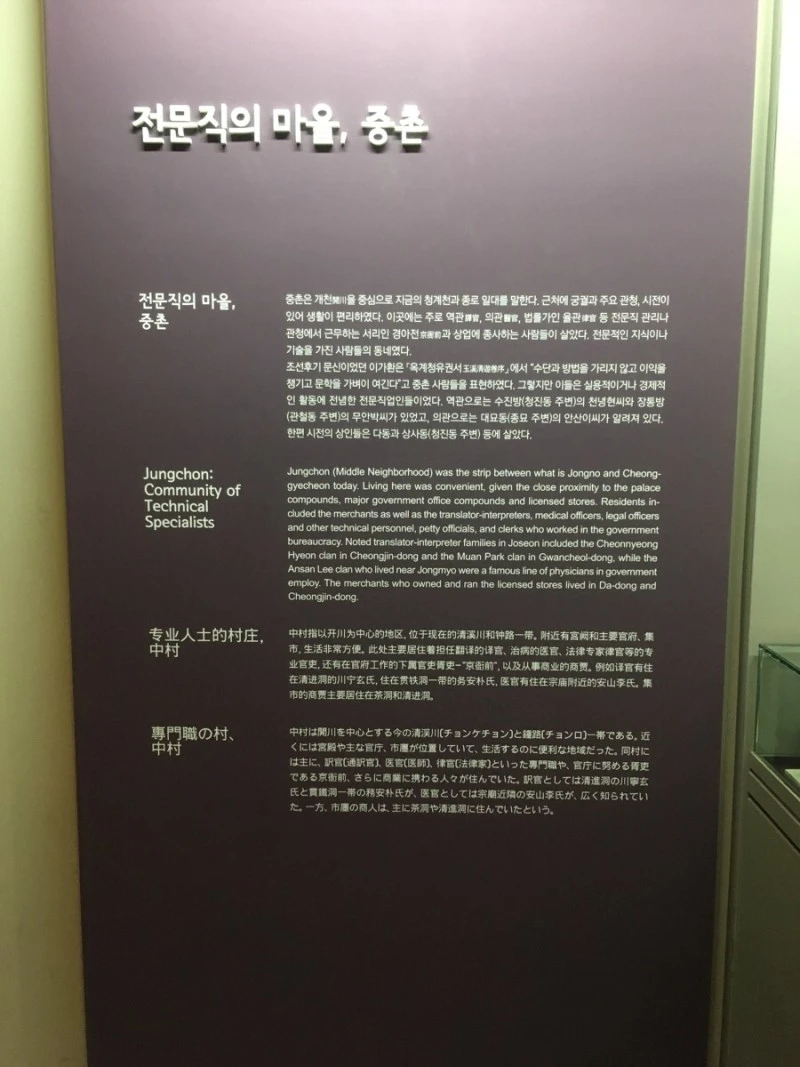 전문직의 마을, 중촌
전문직의 마을,
중촌
중촌은 개천開川을 중심으로 지금의 청계천과 종로 일대를 말한다. 근처에 궁궐과 주요 관청, 시전이
있어 생활이 편리하였다. 이곳에는 주로 역관譯官, 의관醫官, 법률가인 율관律官 등 전문직 관리나
관청에서 근무하는 서리인 경아전京衙前과 상업에 종사하는 사람들이 살았다. 전문적인 지식이나
기술을 가진 사람들의 동네였다.
조선후기 문신이었던 이가환은 「옥계청유권서玉溪淸遊卷序」에서 "수단과 방법을 가리지 않고 이익을
챙기고 문학을 가벼이 여긴다"고 중촌 사람들을 표현하였다. 그렇지만 이들은 실용적이거나 경제적
인 활동에 전념한 전문직업인들이었다. 역관으로는 수진방(청진동 주변)의 천녕현씨와 장통방
(관철동 주변)의 무안박씨가 있었고, 의관으로는 대묘동(종묘 주변)의 안산이씨가 알려져 있다.
한편 시전의 상인들은 다동과 상사동(청진동 주변) 등에 살았다.
Jungchon:
Community of
Technical
Specialists
Jungchon (Middle Neighborhood) was the strip between what is Jongno and Cheong-
gyecheon today. Living here was convenient, given the close proximity to the palace
compounds, major government office compounds and licensed stores. Residents in-
cluded the merchants as well as the translator-interpreters, medical officers, legal officers
and other technical personnel, petty officials, and clerks who worked in the government
bureaucracy. Noted translator-interpreter families in Joseon included the Cheonnyeong
Hyeon clan in Cheongjin-dong and the Muan Park clan in Gwancheol-dong, while the
Ansan Lee clan who lived near Jongmyo were a famous line of physicians in government
employ. The merchants who owned and ran the licensed stores lived in Da-dong and
Cheongjin-dong.
专业人士的村庄,
中村
中村指以开川为中心的地区, 位于现在的清溪川和钟路一带。附近有宫阙和主要官府、集
市, 生活非常方便。此处主要居住着担任翻译的译官、治病的医官、法律专家律官等的专
业官吏, 还有在官府工作的下属官吏胥吏-"京衙前", 以及从事商业的商贾。例如译官有住
在清进洞的川宁玄氏, 住在贯铁洞一带的务安朴氏, 医官有住在宗庙附近的安山李氏。集
市的商贾主要居住在茶洞和清进洞。
専門職の村、
中村
中村は開川を中心とする今の清渓川(チョンケチョン)と鐘路(チョンロ)一帯である。近
くには宮殿や主な官庁、市廛が位置していて、生活するのに便利な地域だった。同村に
は主に、訳官(通訳官)、医官(医師)、律官(法律家)といった専門職や、官庁に努める胥吏
である京衙前、さらに商業に携わる人々が住んでいた。訳官としては清進洞の川寧玄
氏と貫鐵洞一帯の務安朴氏が、医官としては宗廟近隣の安山李氏が、広く知られてい
た。一方、市廛の商人は、主に茶洞や清進洞に住んでいたという。